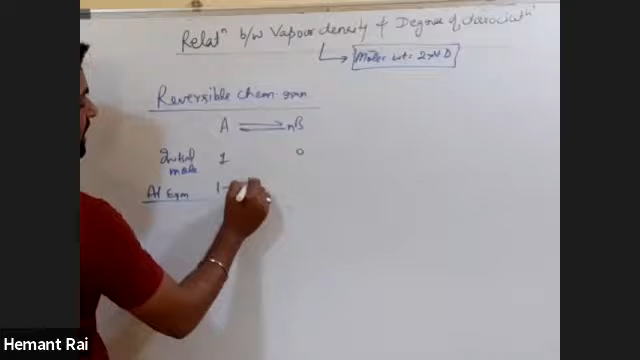 Relatⁿ b/w Vapour density & Degree of dissociatⁿ
Molec wt = 2×V.D
Reversible chem. rxn
A ⇌ nB
Initial 1 0
mole
At Eqm 1-
Hemant Rai